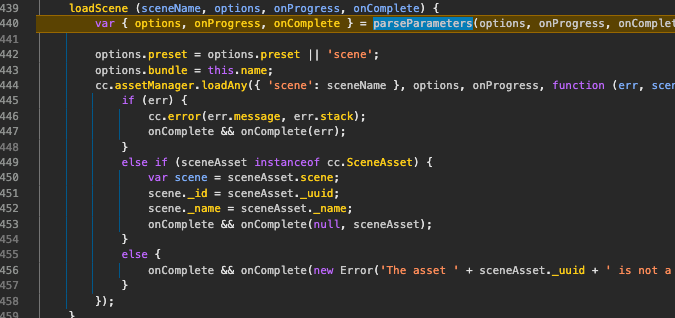 439 loadScene (sceneName, options, onProgress, onComplete) {
440 var { options, onProgress, onComplete } = parseParameters(options, onProgress, onComplet
441
442 options.preset = options.preset || 'scene';
443 options.bundle = this.name;
444 cc.assetManager.loadAny({ 'scene': sceneName }, options, onProgress, function (err, scen
445 if (err) {
446 cc.error(err.message, err.stack);
447 onComplete && onComplete(err);
448 }
449 else if (sceneAsset instanceof cc.SceneAsset) {
450 var scene = sceneAsset.scene;
451 scene._id = sceneAsset._uuid;
452 scene._name = sceneAsset._name;
453 onComplete && onComplete(null, sceneAsset);
454 }
455 else {
456 onComplete && onComplete(new Error('The asset ' + sceneAsset._uuid + ' is not a
457 }
458 });
459 }